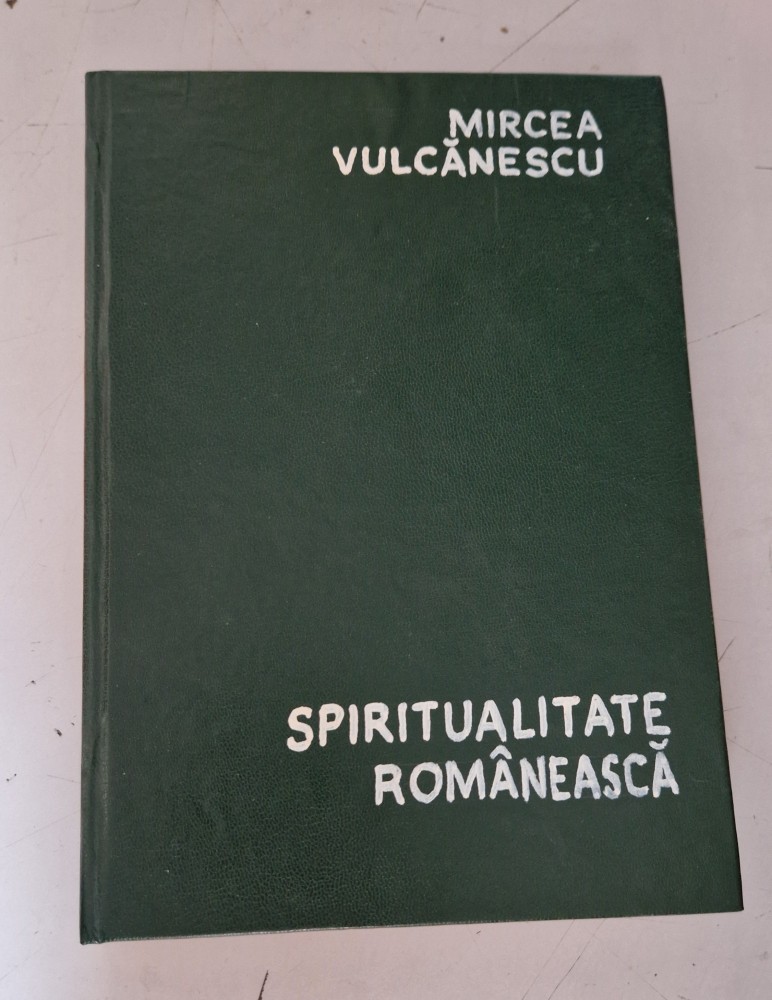 MIRCEA
VULCĂNESCU
SPIRITUALITATE
ROMÂNEASCĂ